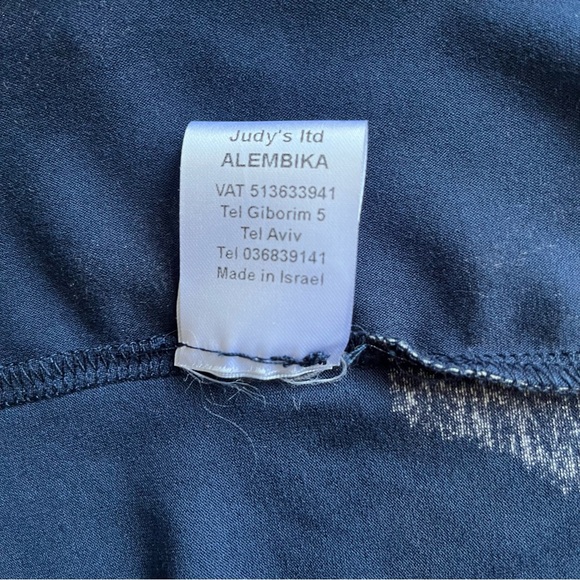 Judy's ltd
ALEMBIKA
VAT 513633941
Tel Giborim 5
Tel Aviv
Tel 036839141
Made in Israel